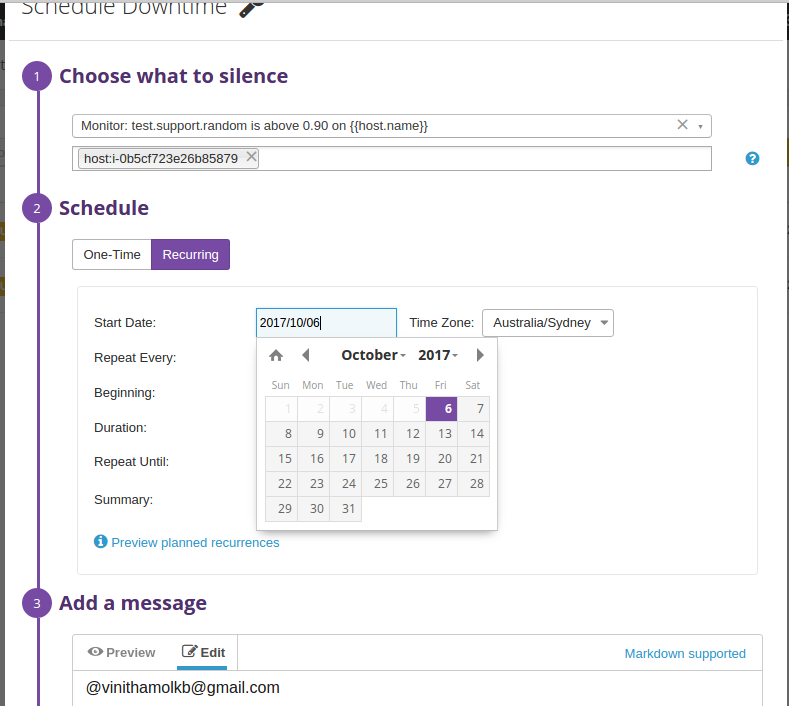 Schedule Downtime
1 Choose what to silence
Monitor: test.support.random is above 0.90 on {{host.name}}
host:i-0b5cf723e26b85879
?
2 Schedule
One-Time Recurring
Start Date: 2017/10/06 Time Zone: Australia/Sydney
Repeat Every:
October 2017
Sun Mon Tue Wed Thu Fri Sat
Beginning:
1 2 3 4 5 6 7
Duration:
8 9 10 11 12 13 14
Repeat Until:
15 16 17 18 19 20 21
22 23 24 25 26 27 28
Summary:
29 30 31
Preview planned recurrences
3 Add a message
Preview Edit Markdown supported
@vinithamolkb@gmail.com